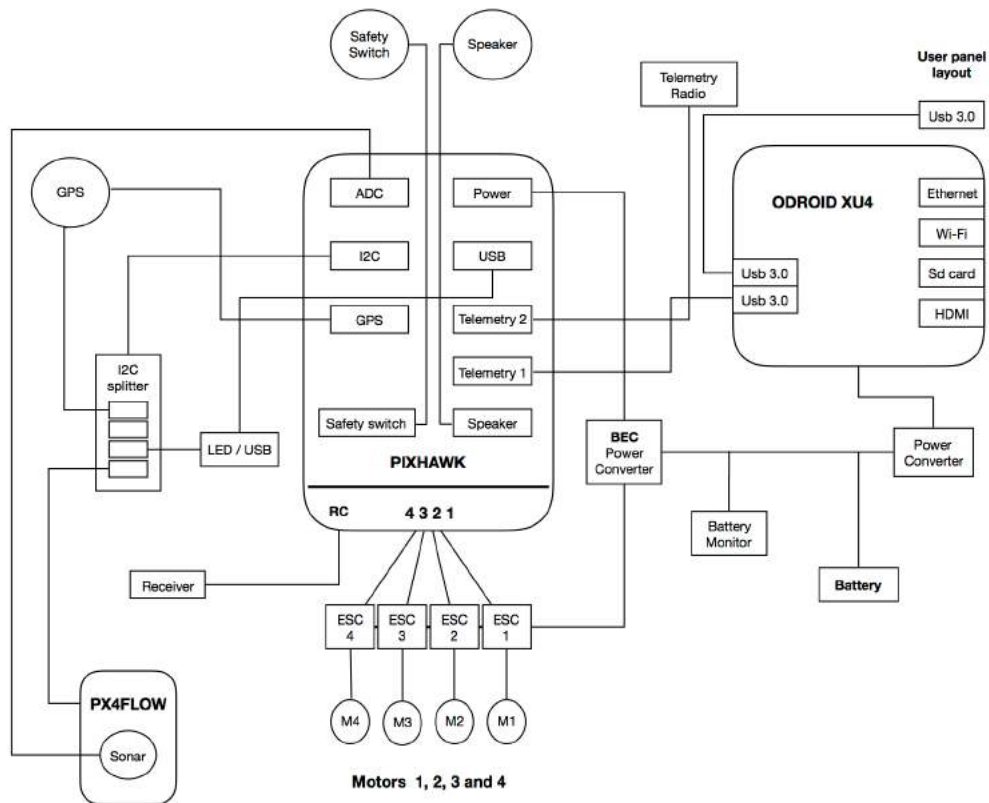 Safety
Switch
Speaker
User panel
layout
Telemetry
Radio
Usb 3.0
GPS
ADC
Power
ODROID XU4
Ethernet
Wi-Fi
I2C
USB
Usb 3.0
Sd card
Usb 3.0
HDMI
GPS
Telemetry 2
I2C
splitter
Telemetry 1
Safety switch
Speaker
LED / USB
BEC
Power
Converter
Power
Converter
PIXHAWK
RC
4 3 2 1
Battery
Monitor
Receiver
Battery
ESC
4
ESC
3
ESC
2
ESC
1
PX4FLOW
M4
M3
M2
M1
Sonar
Motors 1, 2, 3 and 4